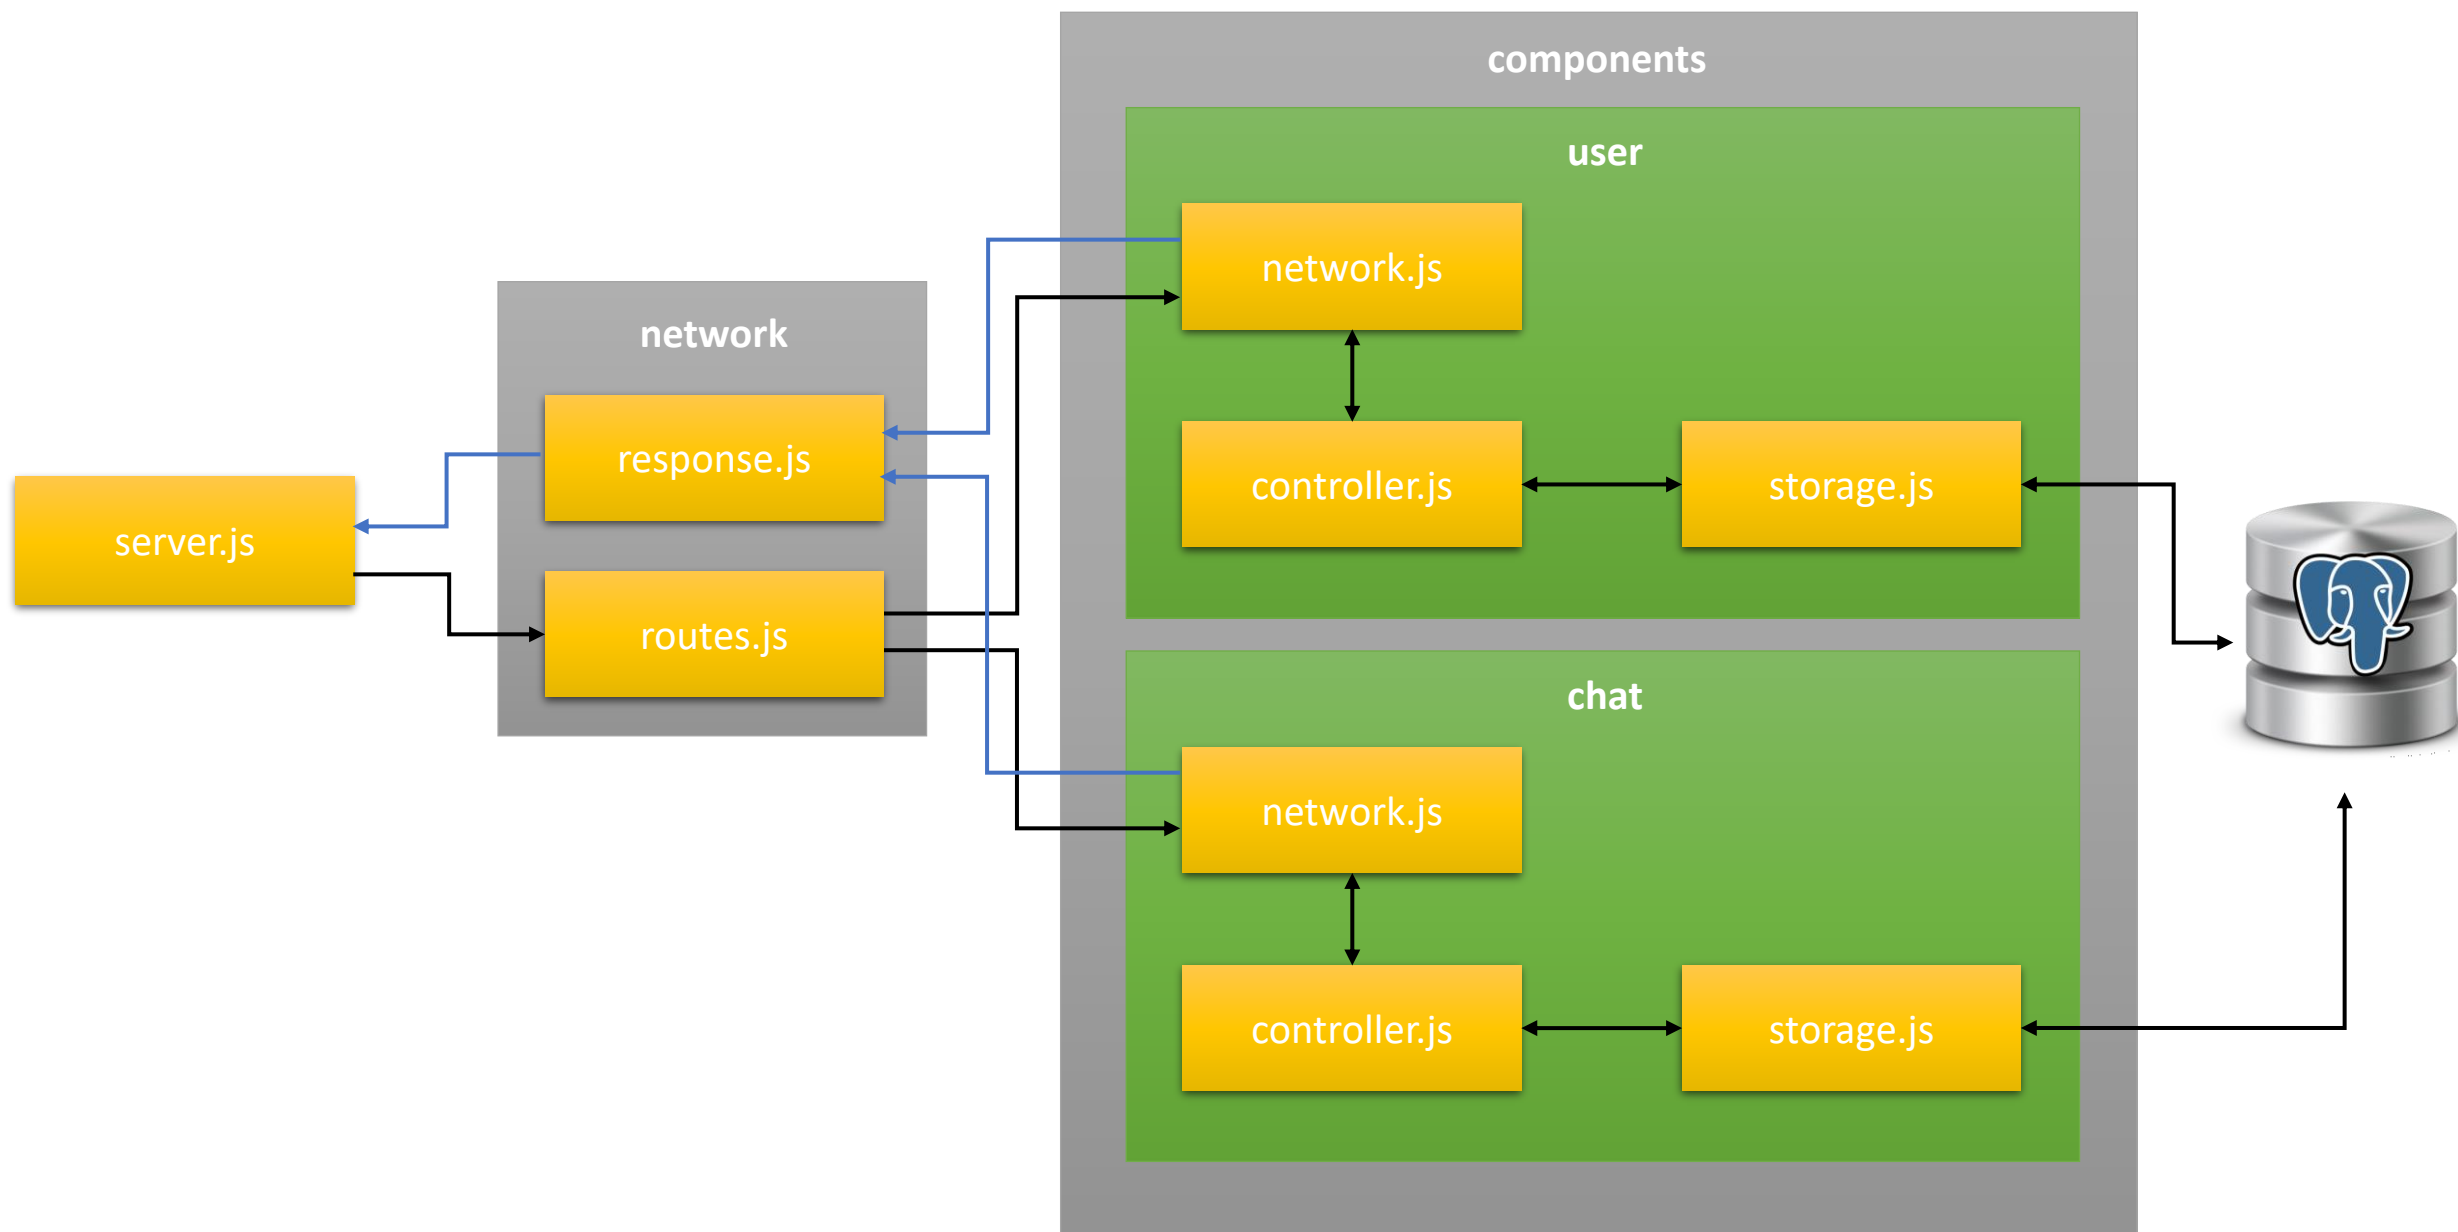 components
user
network.js
network
response.js
controller.js
storage.js
server.js
routes.js
chat
network.js
controller.js
storage.js